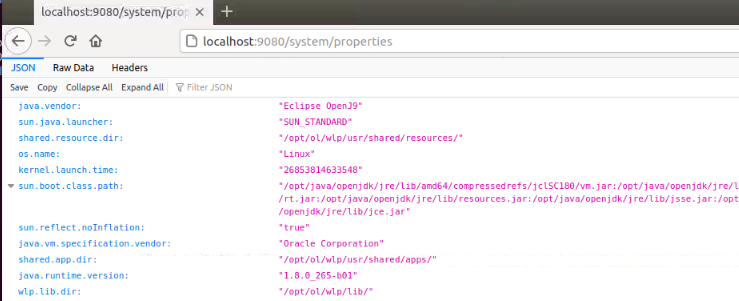 localhost:9080/system/prop
localhost:9080/system/properties
JSON Raw Data Headers
Save Copy Collapse All Expand All Filter JSON
java.vendor: "Eclipse OpenJ9"
sun.java.launcher: "SUN_STANDARD"
shared.resource.dir: "/opt/ol/wlp/usr/shared/resources/"
os.name: "Linux"
kernel.launch.time: "26853814633548"
sun.boot.class.path: "/opt/java/openjdk/jre/lib/amd64/compressedrefs/jclSC180/vm.jar:/opt/java/openjdk/jre/l
/rt.jar:/opt/java/openjdk/jre/lib/resources.jar:/opt/java/openjdk/jre/lib/jsse.jar:/opt
/openjdk/jre/lib/jce.jar"
sun.reflect.noInflation: "true"
java.vm.specification.vendor: "Oracle Corporation"
shared.app.dir: "/opt/ol/wlp/usr/shared/apps/"
java.runtime.version: "1.8.0_265-b01"
wlp.lib.dir: "/opt/ol/wlp/lib/"